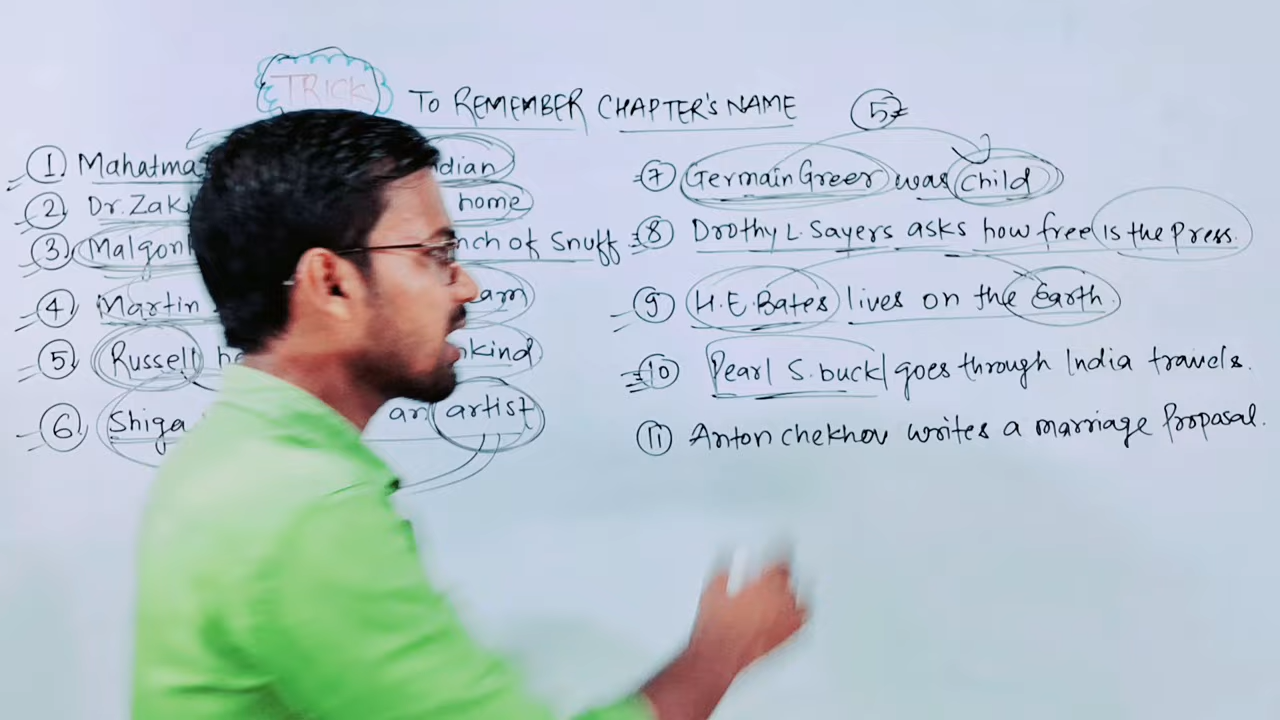 TRICK TO REMEMBER CHAPTER'S NAME 5
1 Mahatma dian
2 Dr. Zaki home
3 Malgon nch of Snuff
4 Martin am
5 Russell he kind
6 Shiga an artist
7 Germain Greer was child
8 Drothy L. Sayers asks how free is the Press.
9 H.E. Bates lives on the Earth.
10 Pearl S. buck goes through India travels.
11 Anton chekhov writes a marriage Propasal.